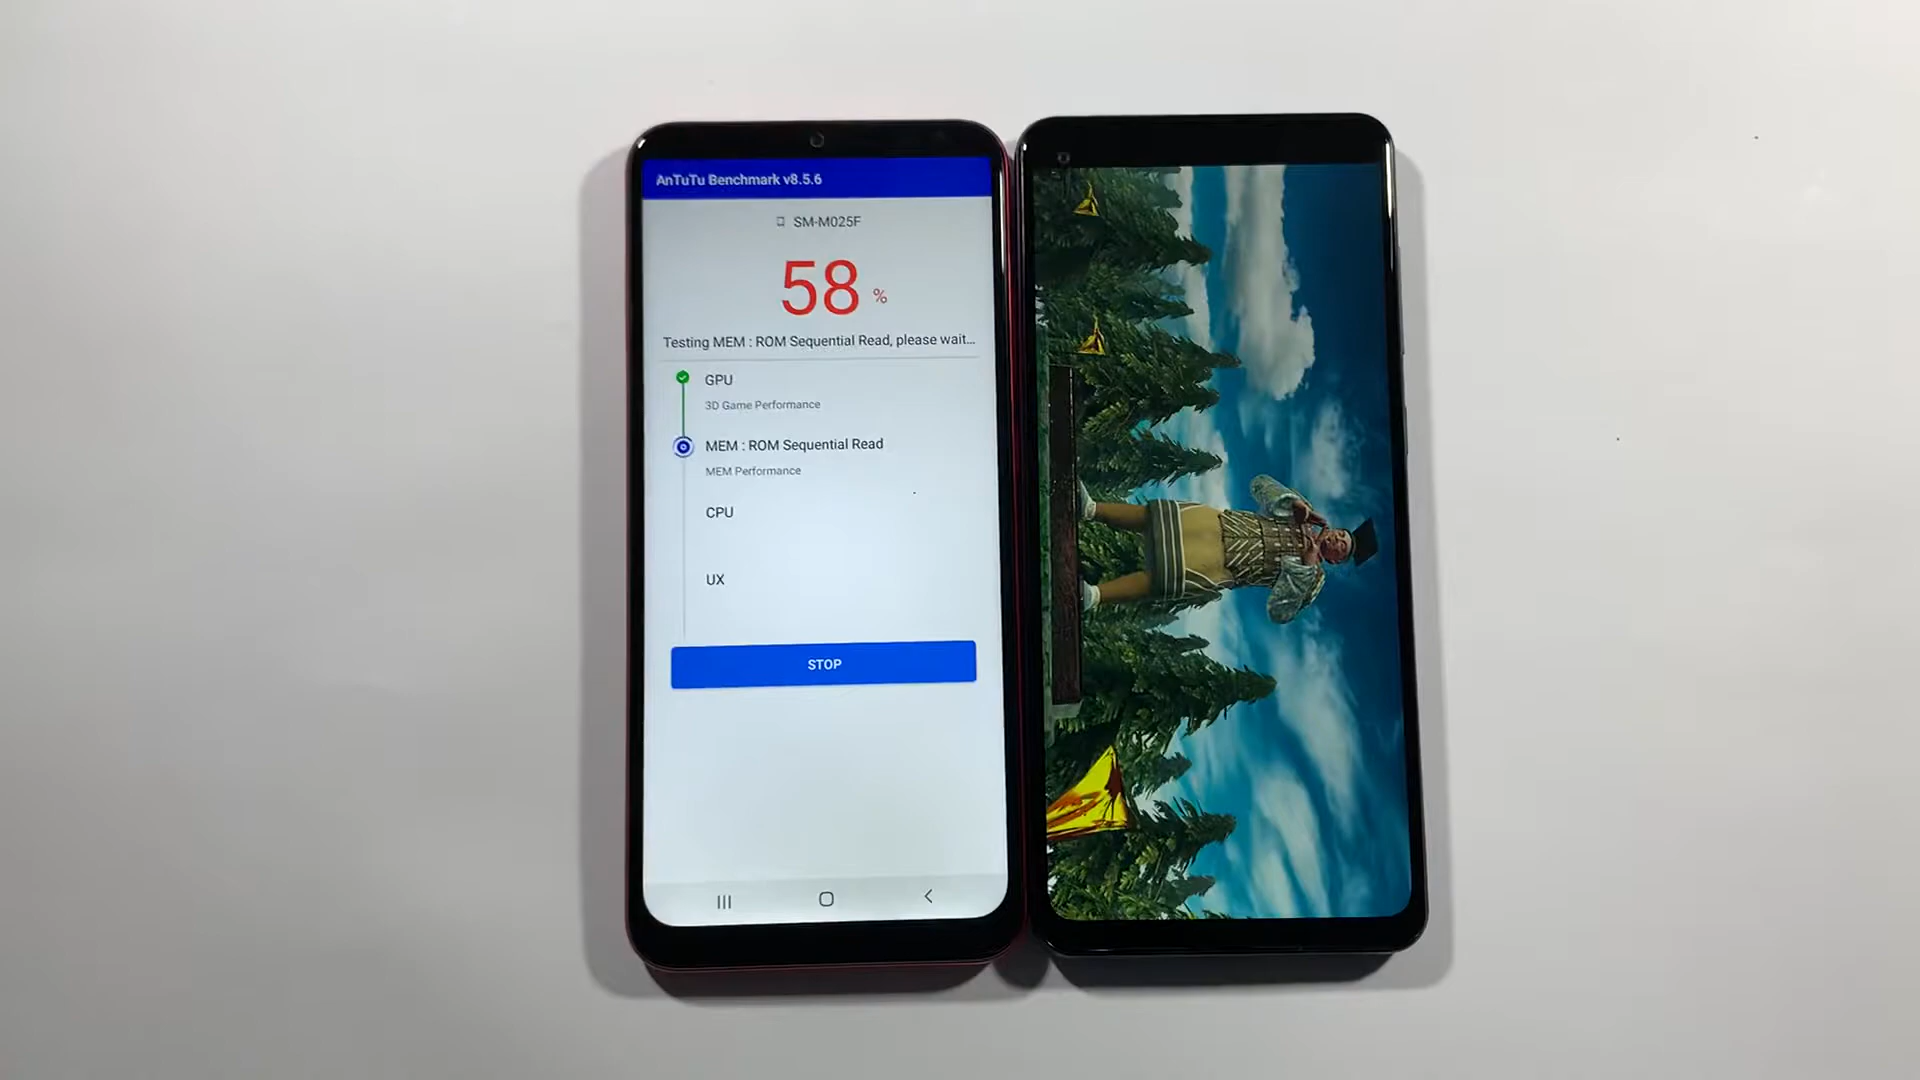 AnTuTu Benchmark v8.5.6
SM-M025F
58 %
Testing MEM : ROM Sequential Read, please wait...
GPU
3D Game Performance
MEM : ROM Sequential Read
MEM Performance
CPU
UX
STOP